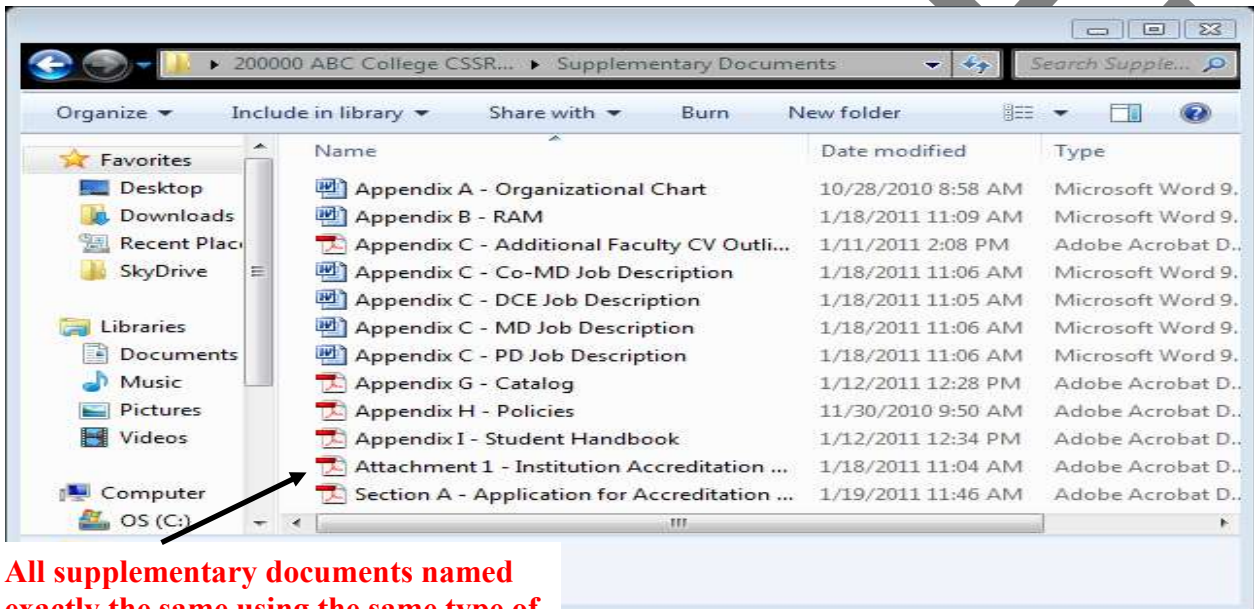 200000 ABC College CSSR... Supplementary Documents Search Supple...
Organize Include in library Share with Burn New folder
Name Date modified Type
Favorites
Desktop
Downloads
Recent Plac
SkyDrive
Libraries
Documents
Music
Pictures
Videos
Computer
OS (C:)
Appendix A - Organizational Chart 10/28/2010 8:58 AM Microsoft Word 9.
Appendix B - RAM 1/18/2011 11:09 AM Microsoft Word 9.
Appendix C - Additional Faculty CV Outli... 1/11/2011 2:08 PM Adobe Acrobat D..
Appendix C - Co-MD Job Description 1/18/2011 11:06 AM Microsoft Word 9.
Appendix C - DCE Job Description 1/18/2011 11:05 AM Microsoft Word 9.
Appendix C - MD Job Description 1/18/2011 11:06 AM Microsoft Word 9.
Appendix C - PD Job Description 1/18/2011 11:06 AM Microsoft Word 9.
Appendix G - Catalog 1/12/2011 12:28 PM Adobe Acrobat D..
Appendix H - Policies 11/30/2010 9:50 AM Adobe Acrobat D..
Appendix I - Student Handbook 1/12/2011 12:34 PM Adobe Acrobat D..
Attachment 1 - Institution Accreditation ... 1/18/2011 11:04 AM Adobe Acrobat D..
Section A - Application for Accreditation ... 1/19/2011 11:46 AM Adobe Acrobat D..
All supplementary documents named
exactly the same using the same type of